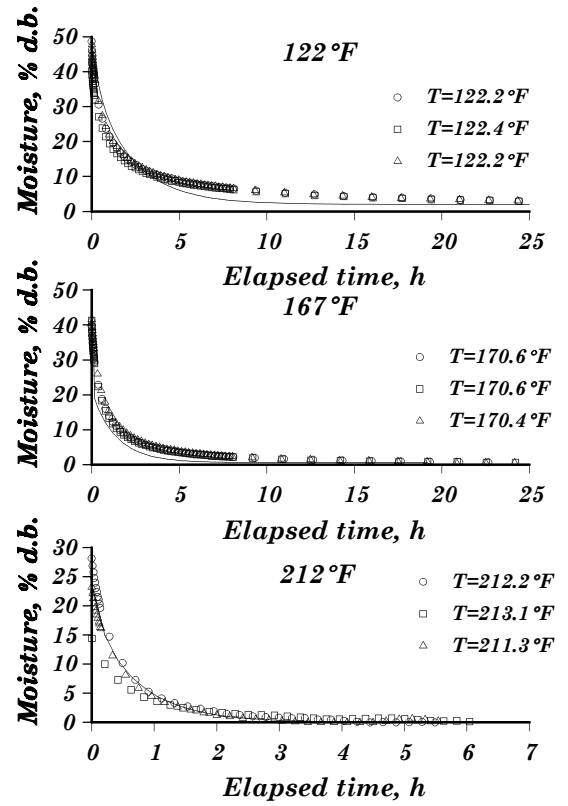 122°F
50
40
30
20
10
0
Moisture, % d.b.
T=122.2°F
T=122.4°F
T=122.2°F
0 5 10 15 20 25
Elapsed time, h
167°F
50
40
30
20
10
0
Moisture, % d.b.
T=170.6°F
T=170.6°F
T=170.4°F
0 5 10 15 20 25
Elapsed time, h
212°F
30
25
20
15
10
5
0
Moisture, % d.b.
T=212.2°F
T=213.1°F
T=211.3°F
0 1 2 3 4 5 6 7
Elapsed time, h